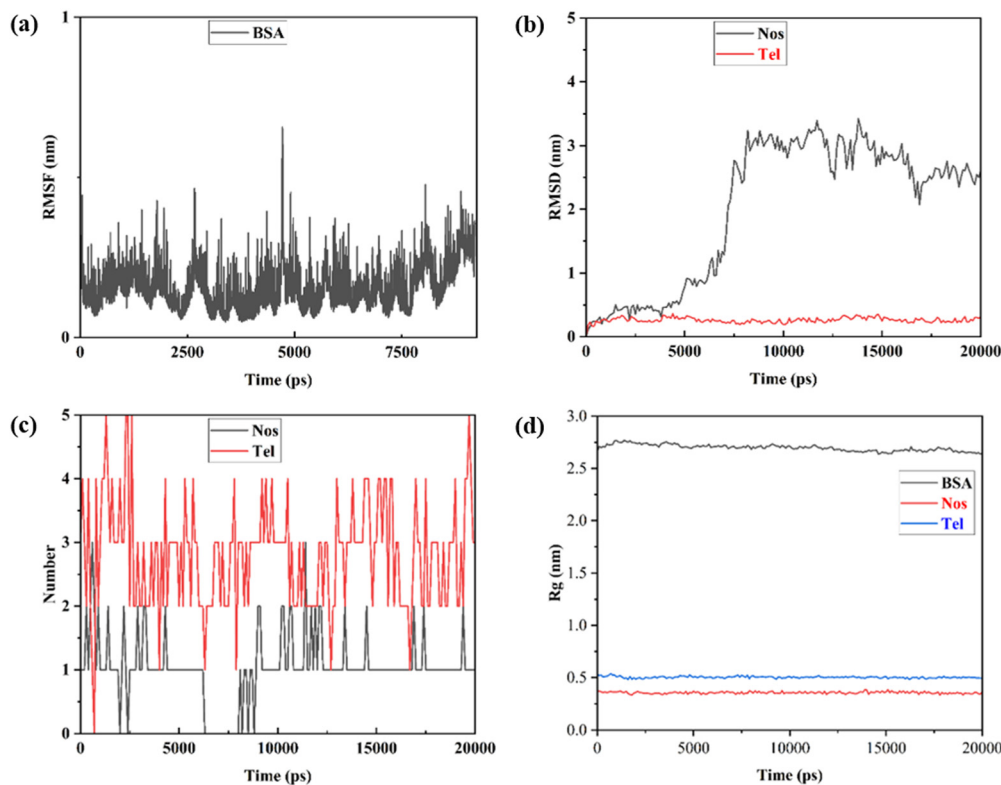 (a)
1
BSA
RMSF (nm)
0
0 2500 5000 7500
Time (ps)
(b)
5
Nos
Tel
4
3
RMSD (nm)
2
1
0
0 5000 10000 15000 20000
Time (ps)
(c)
5
Nos
Tel
4
3
Number
2
1
0
0 5000 10000 15000 20000
Time (ps)
(d)
3.0
2.5
BSA
Nos
Tel
2.0
Rg (nm)
1.5
1.0
0.5
0.0
0 5000 10000 15000 20000
Time (ps)